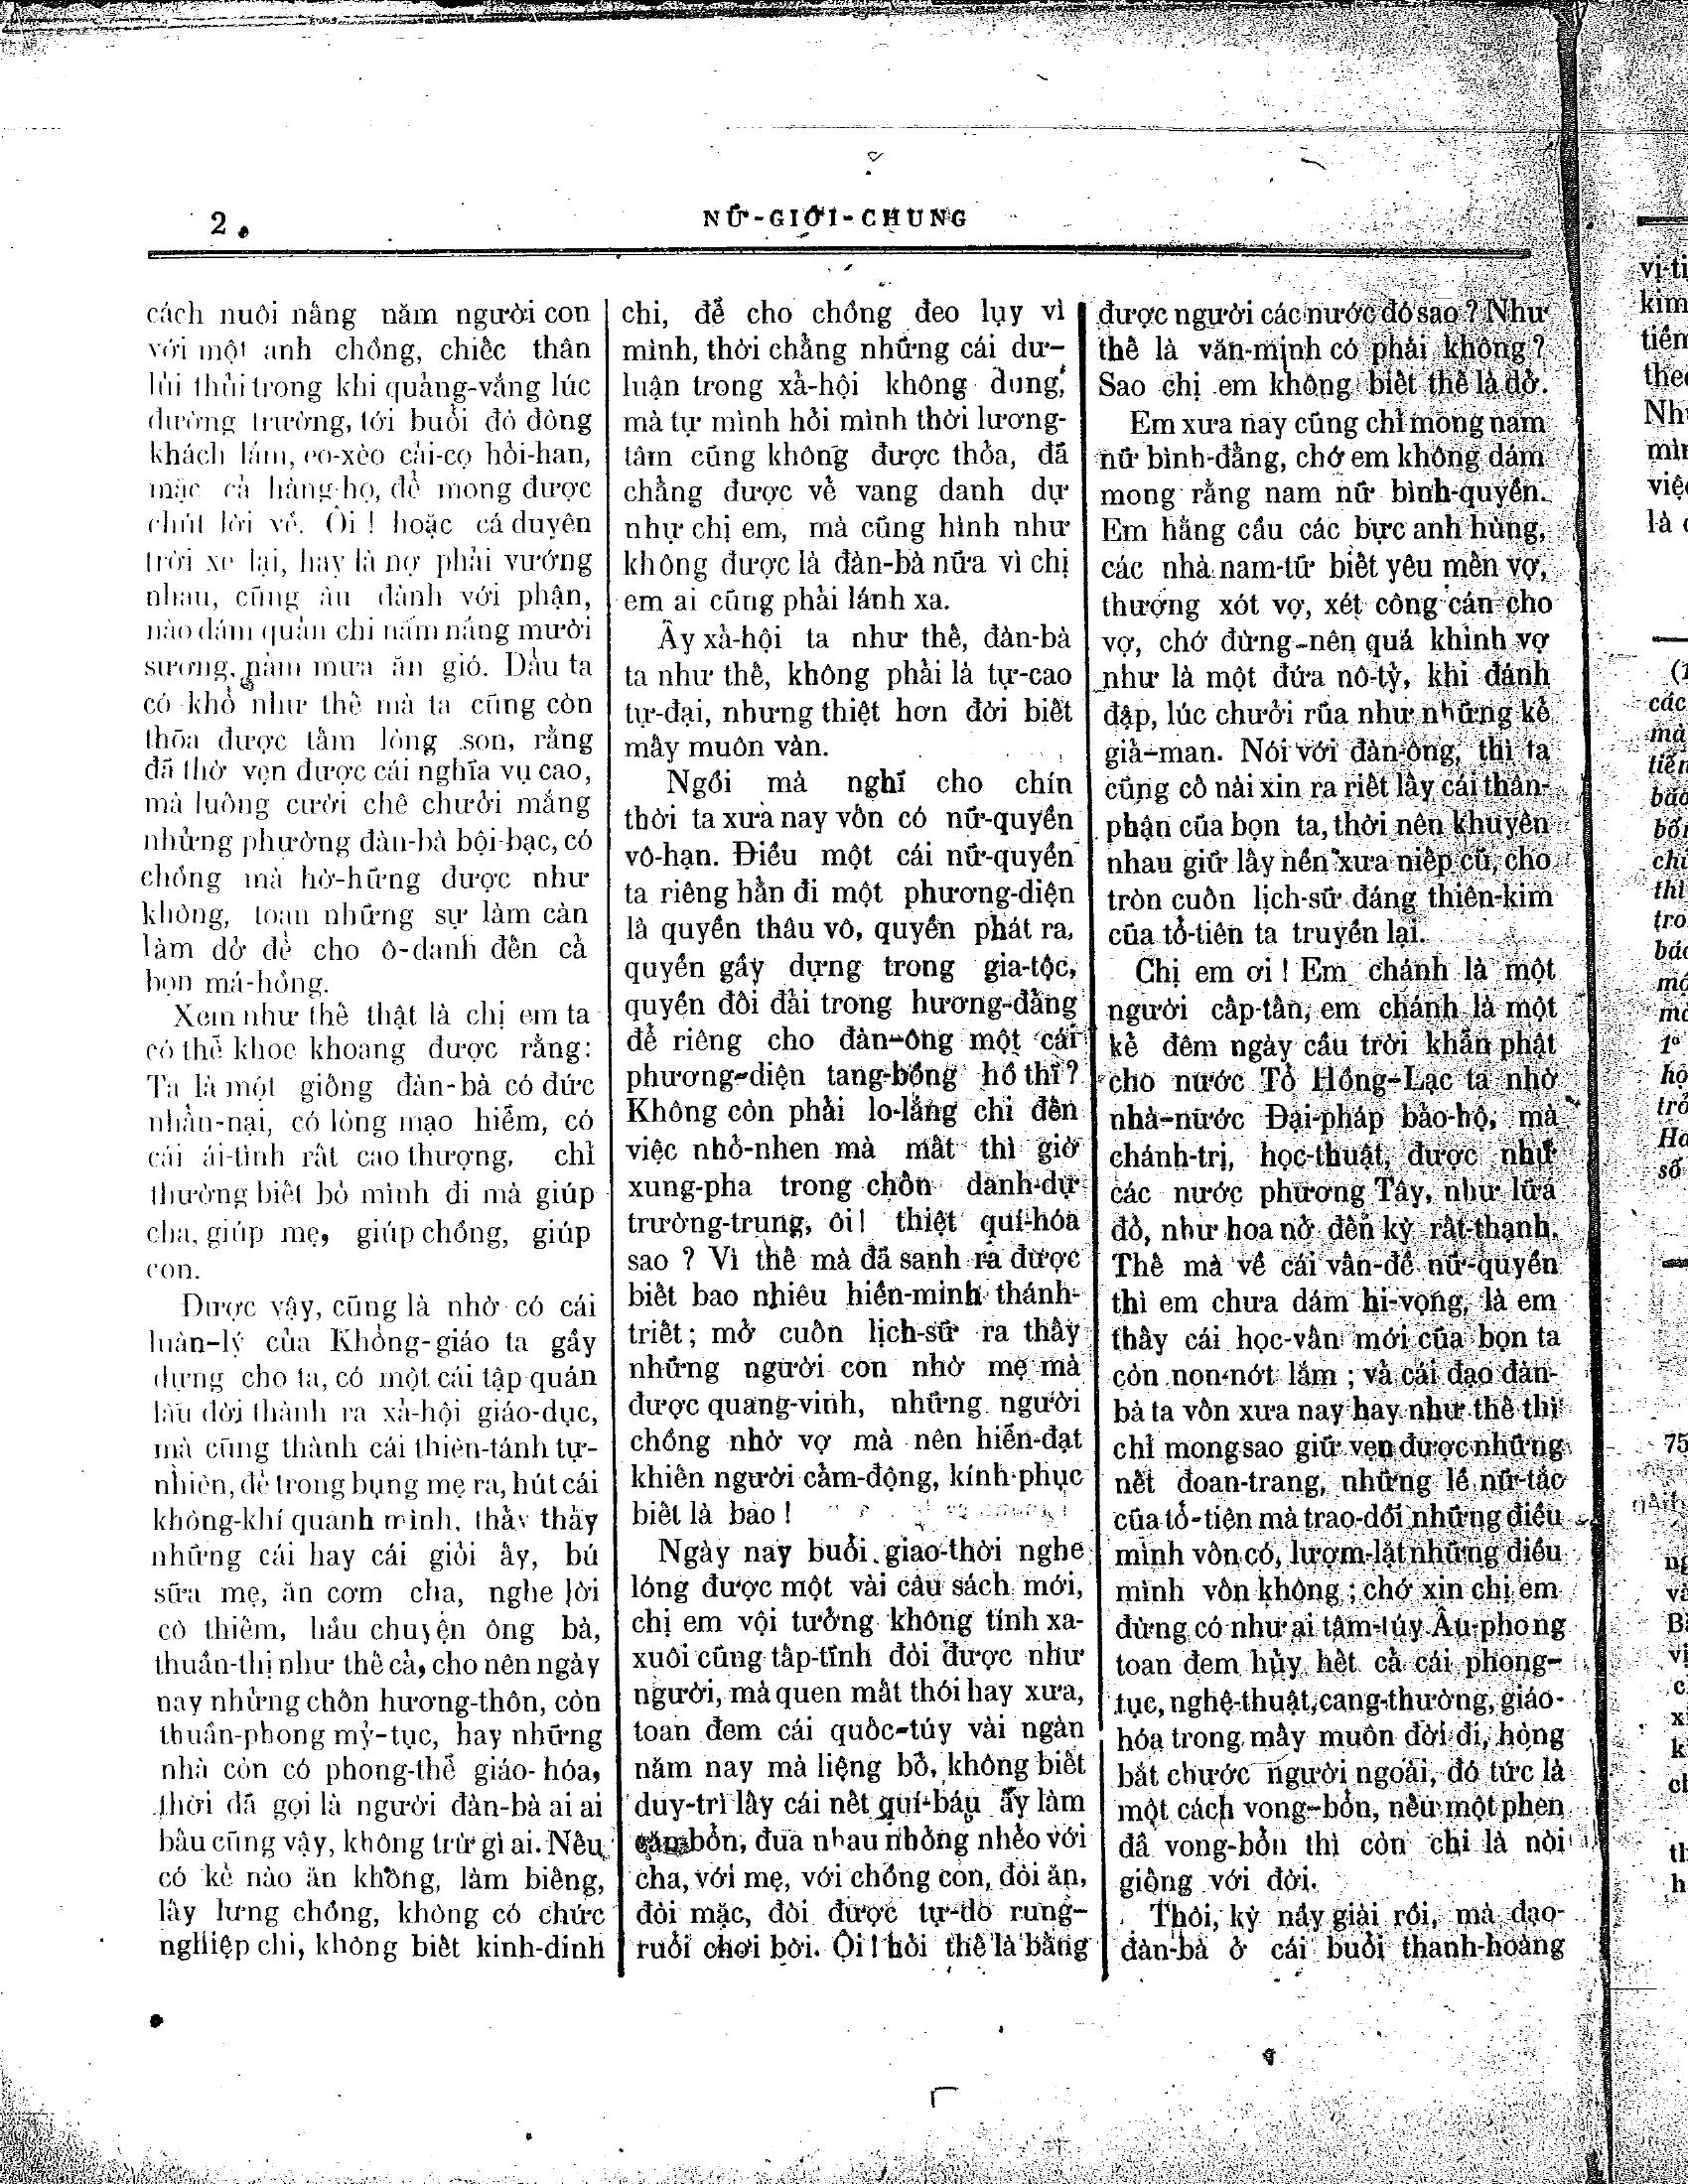 2
NỮ-GIỚI-CHUNG
cách nuôi nâng năm người con
với một anh chồng, chiếc thân
lủi thủi trong khi quảng-vắng lúc
đường trường, tới buổi đò đông
khách lắm, eo-xèo cải-cọ hỏi-han,
mặc cả hàng-họ, để mong được
chút lời về. Ôi ! hoặc cá duyên
trời xe lại, hay là nợ phải vướng
nhau, cũng âu đành với phận,
nào dám quản chi nấm nắng mười
sương, nằm mưa ăn gió. Dầu ta
có khổ như thế mà ta cũng còn
thõa được tấm lòng son, rằng
đã thờ vẹn được cái nghĩa vụ cao,
mà luống cười chê chưởi mắng
những phường đàn-bà bội-bạc, có
chồng mà hờ-hững được như
không, toan những sự làm càn
làm dở để cho ô-danh đến cả
bọn má-hồng.
Xem như thế thật là chị em ta
có thể khoe khoang được rằng:
Ta là một giống đàn-bà có đức
nhẫn-nại, có lòng mạo hiểm, có
cái ái-tình rất cao thượng, chỉ
thường biết bỏ mình đi mà giúp
cha, giúp mẹ, giúp chồng, giúp
con.
Được vậy, cũng là nhờ có cái
luân-lý của Khổng-giáo ta gầy
dựng cho ta, có một cái tập quán
lâu đời thành ra xả-hội giáo-dục,
mà cũng thành cái thiên-tánh tự-
nhiên, đẻ trong bụng mẹ ra, hút cái
không-khí quanh mình, thấy thảy
những cái hay cái giỏi ấy, bú
sữa mẹ, ăn cơm cha, nghe lời
cô thiếm, hầu chuyện ông bà,
thuần-thị như thế cả, cho nên ngày
nay những chốn hương-thôn, còn
thuần-phong mỹ-tục, hay những
nhà còn có phong-thể giáo-hóa,
thời đã gọi là người đàn-bà ai ai
bâu cũng vậy, không trừ gì ai. Nếu
có kẻ nào ăn không, làm biếng,
lấy lưng chồng, không có chức
nghiệp chi, không biết kinh-dinh
chi, để cho chồng đeo lụy vì
mình, thời chẳng những cái dư-
luận trong xả-hội không dung,
mà tự mình hỏi mình thời lương-
tâm cũng không được thỏa, đã
chẳng được vẻ vang danh dự
như chị em, mà cũng hình như
không được là đàn-bà nữa vì chị
em ai cũng phải lánh xa.
Ấy xả-hội ta như thế, đàn-bà
ta như thế, không phải là tự-cao
tự-đại, nhưng thiệt hơn đời biết
mấy muôn vàn.
Ngồi mà nghĩ cho chín
thời ta xưa nay vốn có nữ-quyền
vô-hạn. Điều một cái nữ-quyền
ta riêng hẳn đi một phương-diện
là quyền thâu vô, quyền phát ra,
quyền gầy dựng trong gia-tộc,
quyền đối đải trong hương-đảng
để riêng cho đàn-ông một cái
phương-diện tang-bồng hồ thỉ?
Không còn phải lo-lắng chi đến
việc nhỏ-nhen mà mất thì giờ
xung-pha trong chốn danh-dự
trường-trung, ôi! thiệt quí-hóa
sao ? Vì thế mà đã sanh ra được
biết bao nhiêu hiền-minh thánh-
triết; mở cuốn lịch-sử ra thấy
những người con nhờ mẹ mà
được quang-vinh, những người
chồng nhờ vợ mà nên hiển-đạt
khiến người cảm-động, kính-phục
biết là bao !
Ngày nay buổi giao-thời nghe
lóng được một vài câu sách mới,
chị em vội tưởng không tính xa-
xuôi cũng tấp-tĩnh đòi được như
người, mà quen mất thói hay xưa,
toan đem cái quốc-túy vài ngàn
năm nay mà liệng bỏ, không biết
duy-trì lấy cái nết quí-báu ấy làm
căn-bổn, đua nhau nhõng nhẻo với
cha, với mẹ, với chồng con, đòi ăn,
đòi mặc, đòi được tự-do rung-
ruổi chơi bời. Ôi ! hỏi thế là bằng
được người các nước đó sao ? Như
thế là văn-minh có phải không ?
Sao chị em không biết thế là dở.
Em xưa nay cũng chỉ mong nam
nữ bình-đẳng, chớ em không dám
mong rằng nam nữ bình-quyền.
Em hằng cầu các bực anh hùng,
các nhà nam-tử biết yêu mến vợ,
thượng xót vợ, xét công cán cho
vợ, chớ đừng-nên quá khinh vợ
như là một đứa nô-tỳ, khi đánh
đập, lúc chưởi rủa như những kẻ
giả-man. Nói với đàn-ông, thì ta
cũng cố nài xin ra riết lấy cái thân-
phận của bọn ta, thời nên khuyên
nhau giữ lấy nền xưa niếp cũ, cho
tròn cuốn lịch-sử đáng thiên-kim
của tổ-tiên ta truyền lại.
Chị em ơi ! Em chánh là một
người cấp-tấn, em chánh là một
kẻ đêm ngày cầu trời khẩn phật
cho nước Tổ Hồng-Lạc ta nhờ
nhà-nước Đại-pháp bảo-hộ, mà
chánh-trị, học-thuật, được như
các nước phương Tây, như lửa
đỏ, như hoa nở đến kỳ rất-thạnh.
Thế mà về cái vấn-đề nữ-quyền
thì em chưa dám hi-vọng, là em
thấy cái học-vấn mới của bọn ta
còn non-nớt lắm ; và cái đạo đàn-
bà ta vốn xưa nay hay như thế thì
chỉ mong sao giữ vẹn được những
nết đoan-trang, những lề nữ-tắc
của tổ-tiên mà trao-dồi những điều
mình vốn có, lượm-lặt những điều
mình vốn không ; chớ xin chị em
đừng có như ai tâm-túy Âu-phong
toan đem hủy hết cả cái phong-
tục, nghệ-thuật, cang-thường, giáo-
hóa trong mấy muôn đời đi, hòng
bắt chước người ngoài, đó tức là
một cách vong-bổn, nếu một phen
đã vong-bổn thì còn chi là nòi
giống với đời.
Thôi, kỳ nầy giải rồi, mà đạo-
đàn-bà ở cái buổi thanh-hoàng